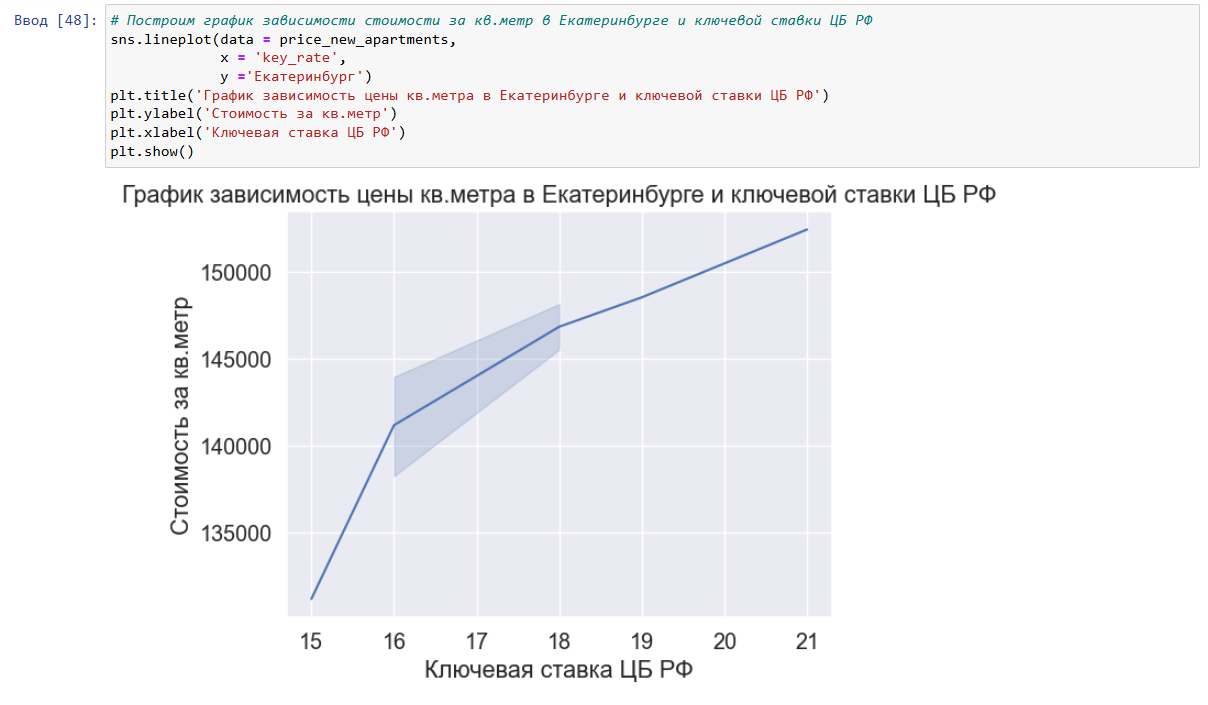 Ввод [48]: # Построим график зависимости стоимости за кв.метр в Екатеринбурге и ключевой ставки ЦБ РФ
sns.lineplot(data = price_new_apartments,
x = 'key_rate',
y ='Екатеринбург')
plt.title('График зависимость цены кв.метра в Екатеринбурге и ключевой ставки ЦБ РФ')
plt.ylabel('Стоимость за кв.метр')
plt.xlabel('Ключевая ставка ЦБ РФ')
plt.show()
График зависимость цены кв.метра в Екатеринбурге и ключевой ставки ЦБ РФ
Стоимость за кв.метр
150000
145000
140000
135000
15 16 17 18 19 20 21
Ключевая ставка ЦБ РФ